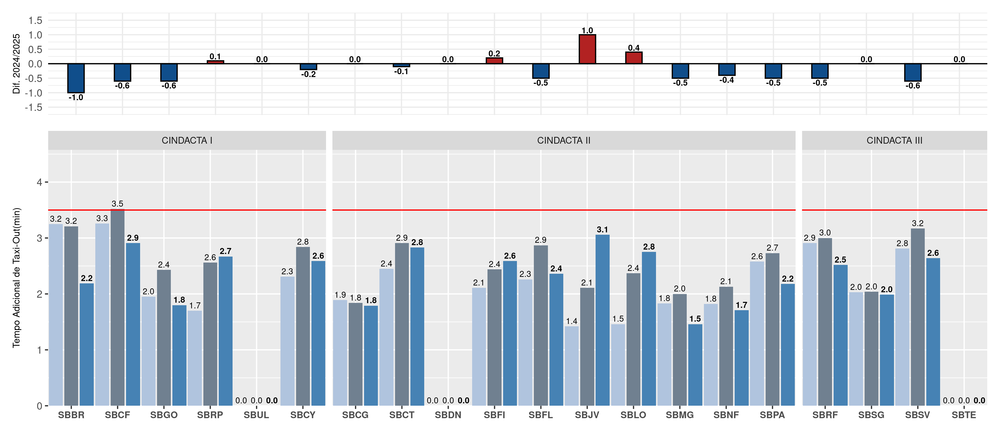 Dif. 2024/2025
1.5
1.0
0.5
0.0
-0.5
-1.0
-1.5
-1.0 -0.6 -0.6 0.1 0.0 -0.2 0.0 -0.1 0.0 0.2 -0.5 1.0 0.4 -0.5 -0.4 -0.5 -0.5 0.0 -0.6 0.0
CINDACTA I CINDACTA II CINDACTA III
Tempo Adicional de Taxi-Out(min)
4
3
2
1
0
3.2 3.2 2.2
3.3 3.5 2.9
2.0 2.4 1.8
1.7 2.6 2.7
0.0 0.0 0.0
2.3 2.8 2.6
1.9 1.8 1.8
2.4 2.9 2.8
0.0 0.0 0.0
2.1 2.4 2.6
2.3 2.9 2.4
1.4 2.1 3.1
1.5 2.4 2.8
1.8 2.0 1.5
1.8 2.1 1.7
2.6 2.7 2.2
2.9 3.0 2.5
2.0 2.0 2.0
2.8 3.2 2.6
0.0 0.0 0.0
SBBR SBCF SBGO SBRP SBUL SBCY SBCG SBCT SBDN SBFI SBFL SBJV SBLO SBMG SBNF SBPA SBRF SBSG SBSV SBTE